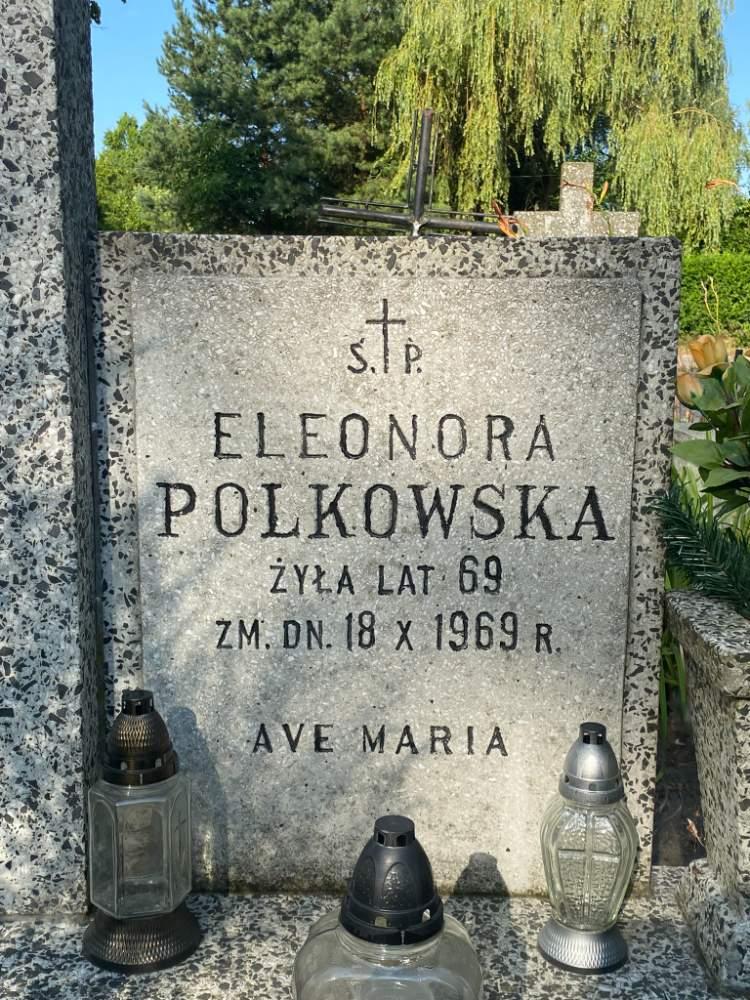 Ś. P.
ELEONORA
POLKOWSKA
ŻYŁA LAT 69
ZM. DN. 18 X 1969 R.
AVE MARIA